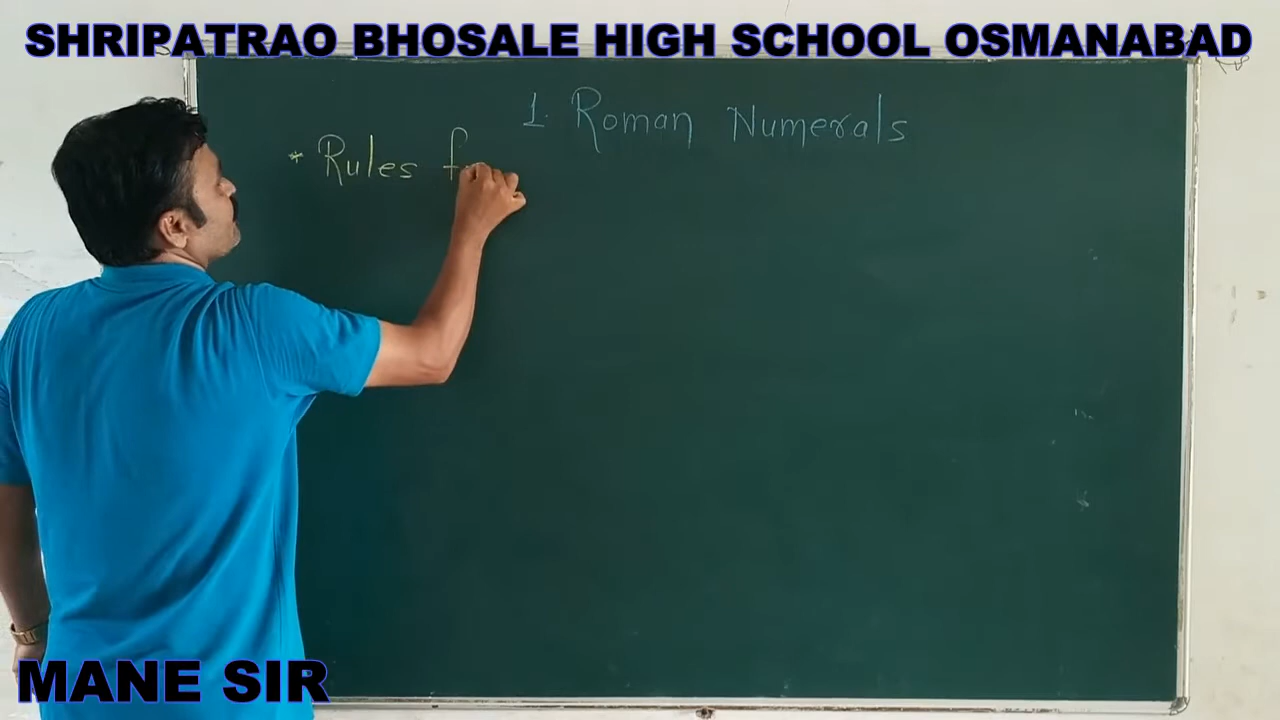 SHRIPATRAO BHOSALE HIGH SCHOOL OSMANABAD
1. Roman Numerals
* Rules
MANE SIR